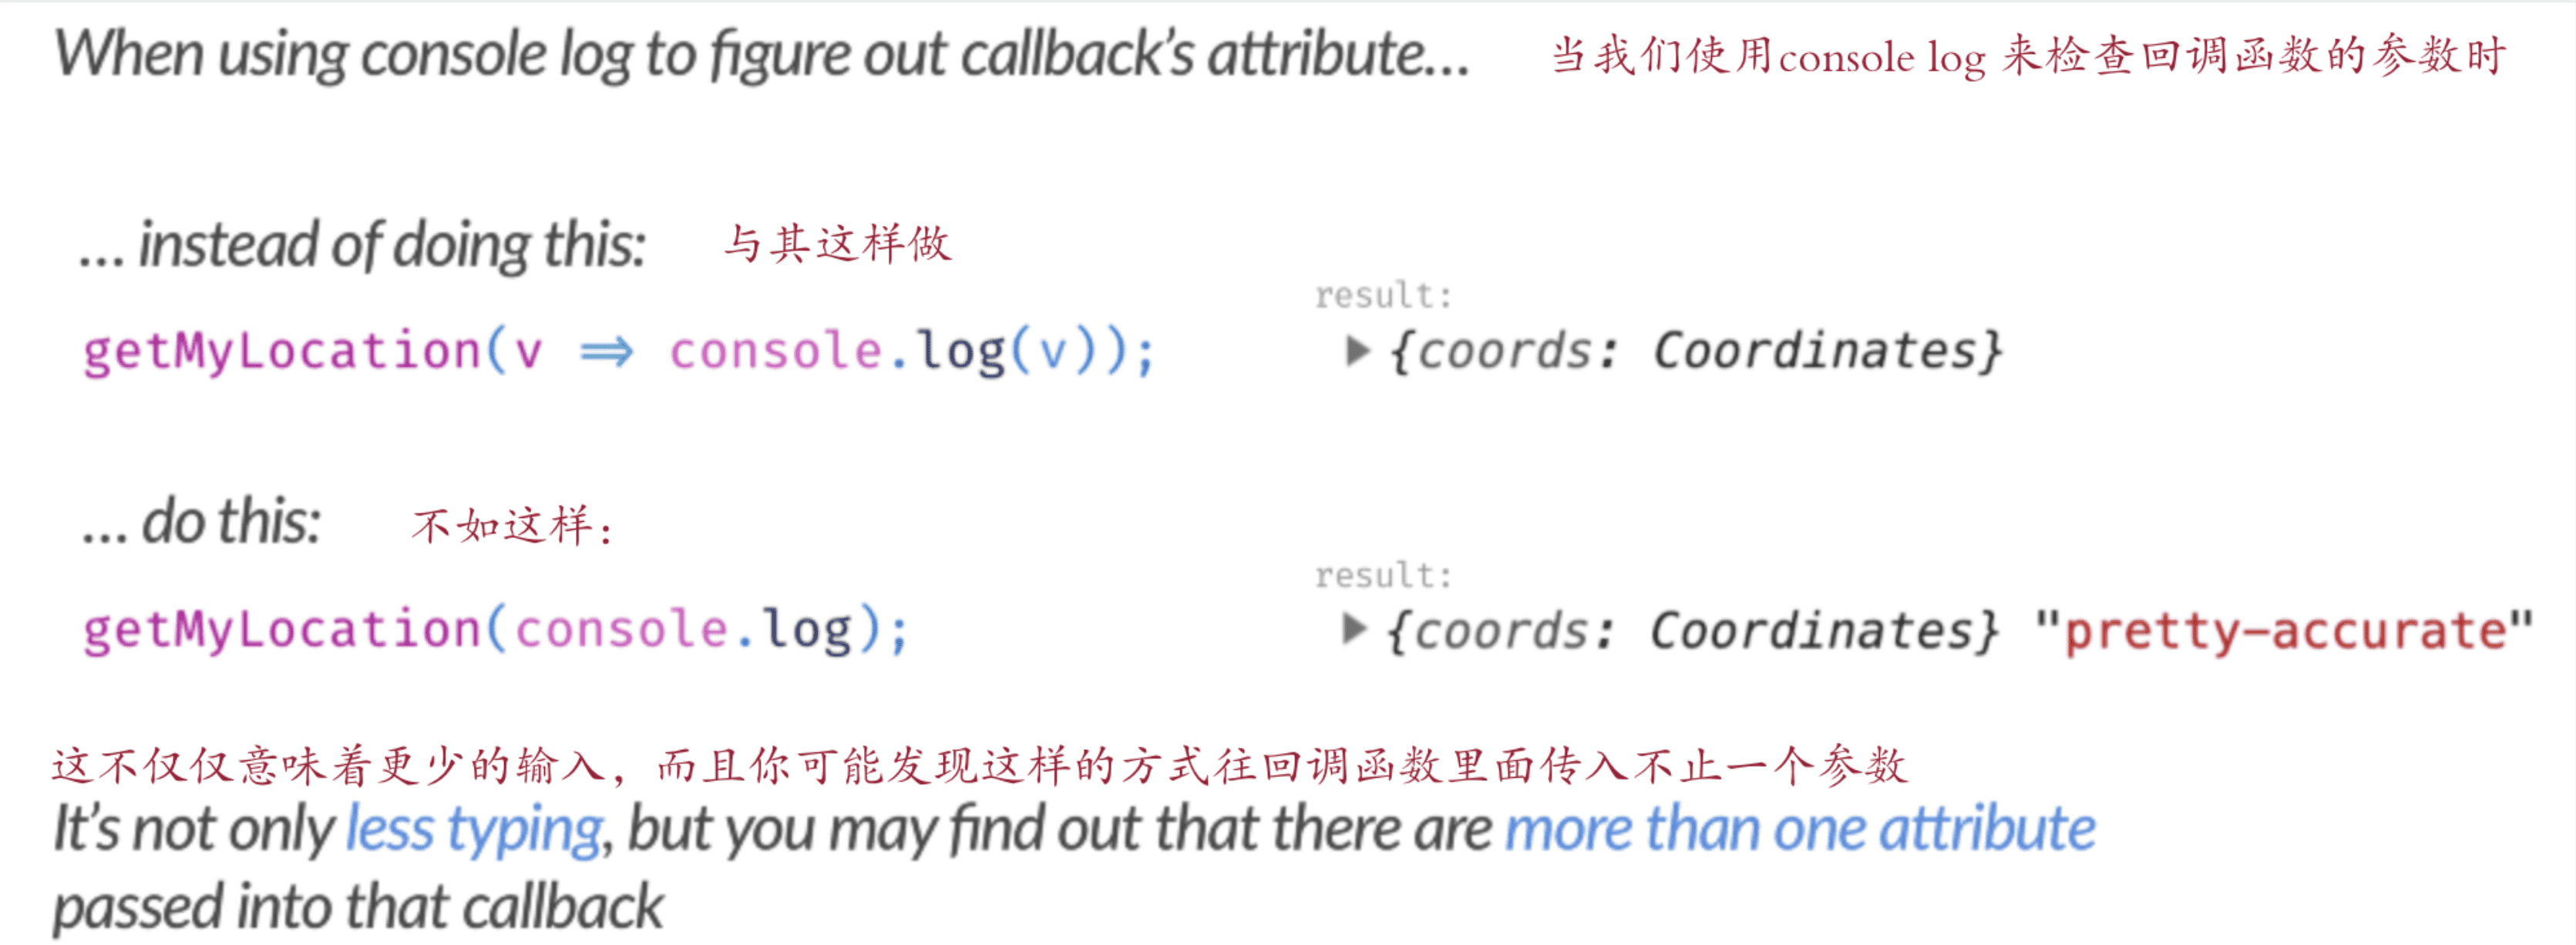 When using console log to figure out callback's attribute... 当我们使用console log 来检查回调函数的参数时
... instead of doing this: 与其这样做
result:
getMyLocation(v ⇒ console.log(v)); ▶ {coords: Coordinates}
... do this: 不如这样：
result:
getMyLocation(console.log); ▶ {coords: Coordinates} "pretty-accurate"
这不仅仅意味着更少的输入，而且你可能发现这样的方式往回调函数里面传入不止一个参数
It's not only less typing, but you may find out that there are more than one attribute
passed into that callback